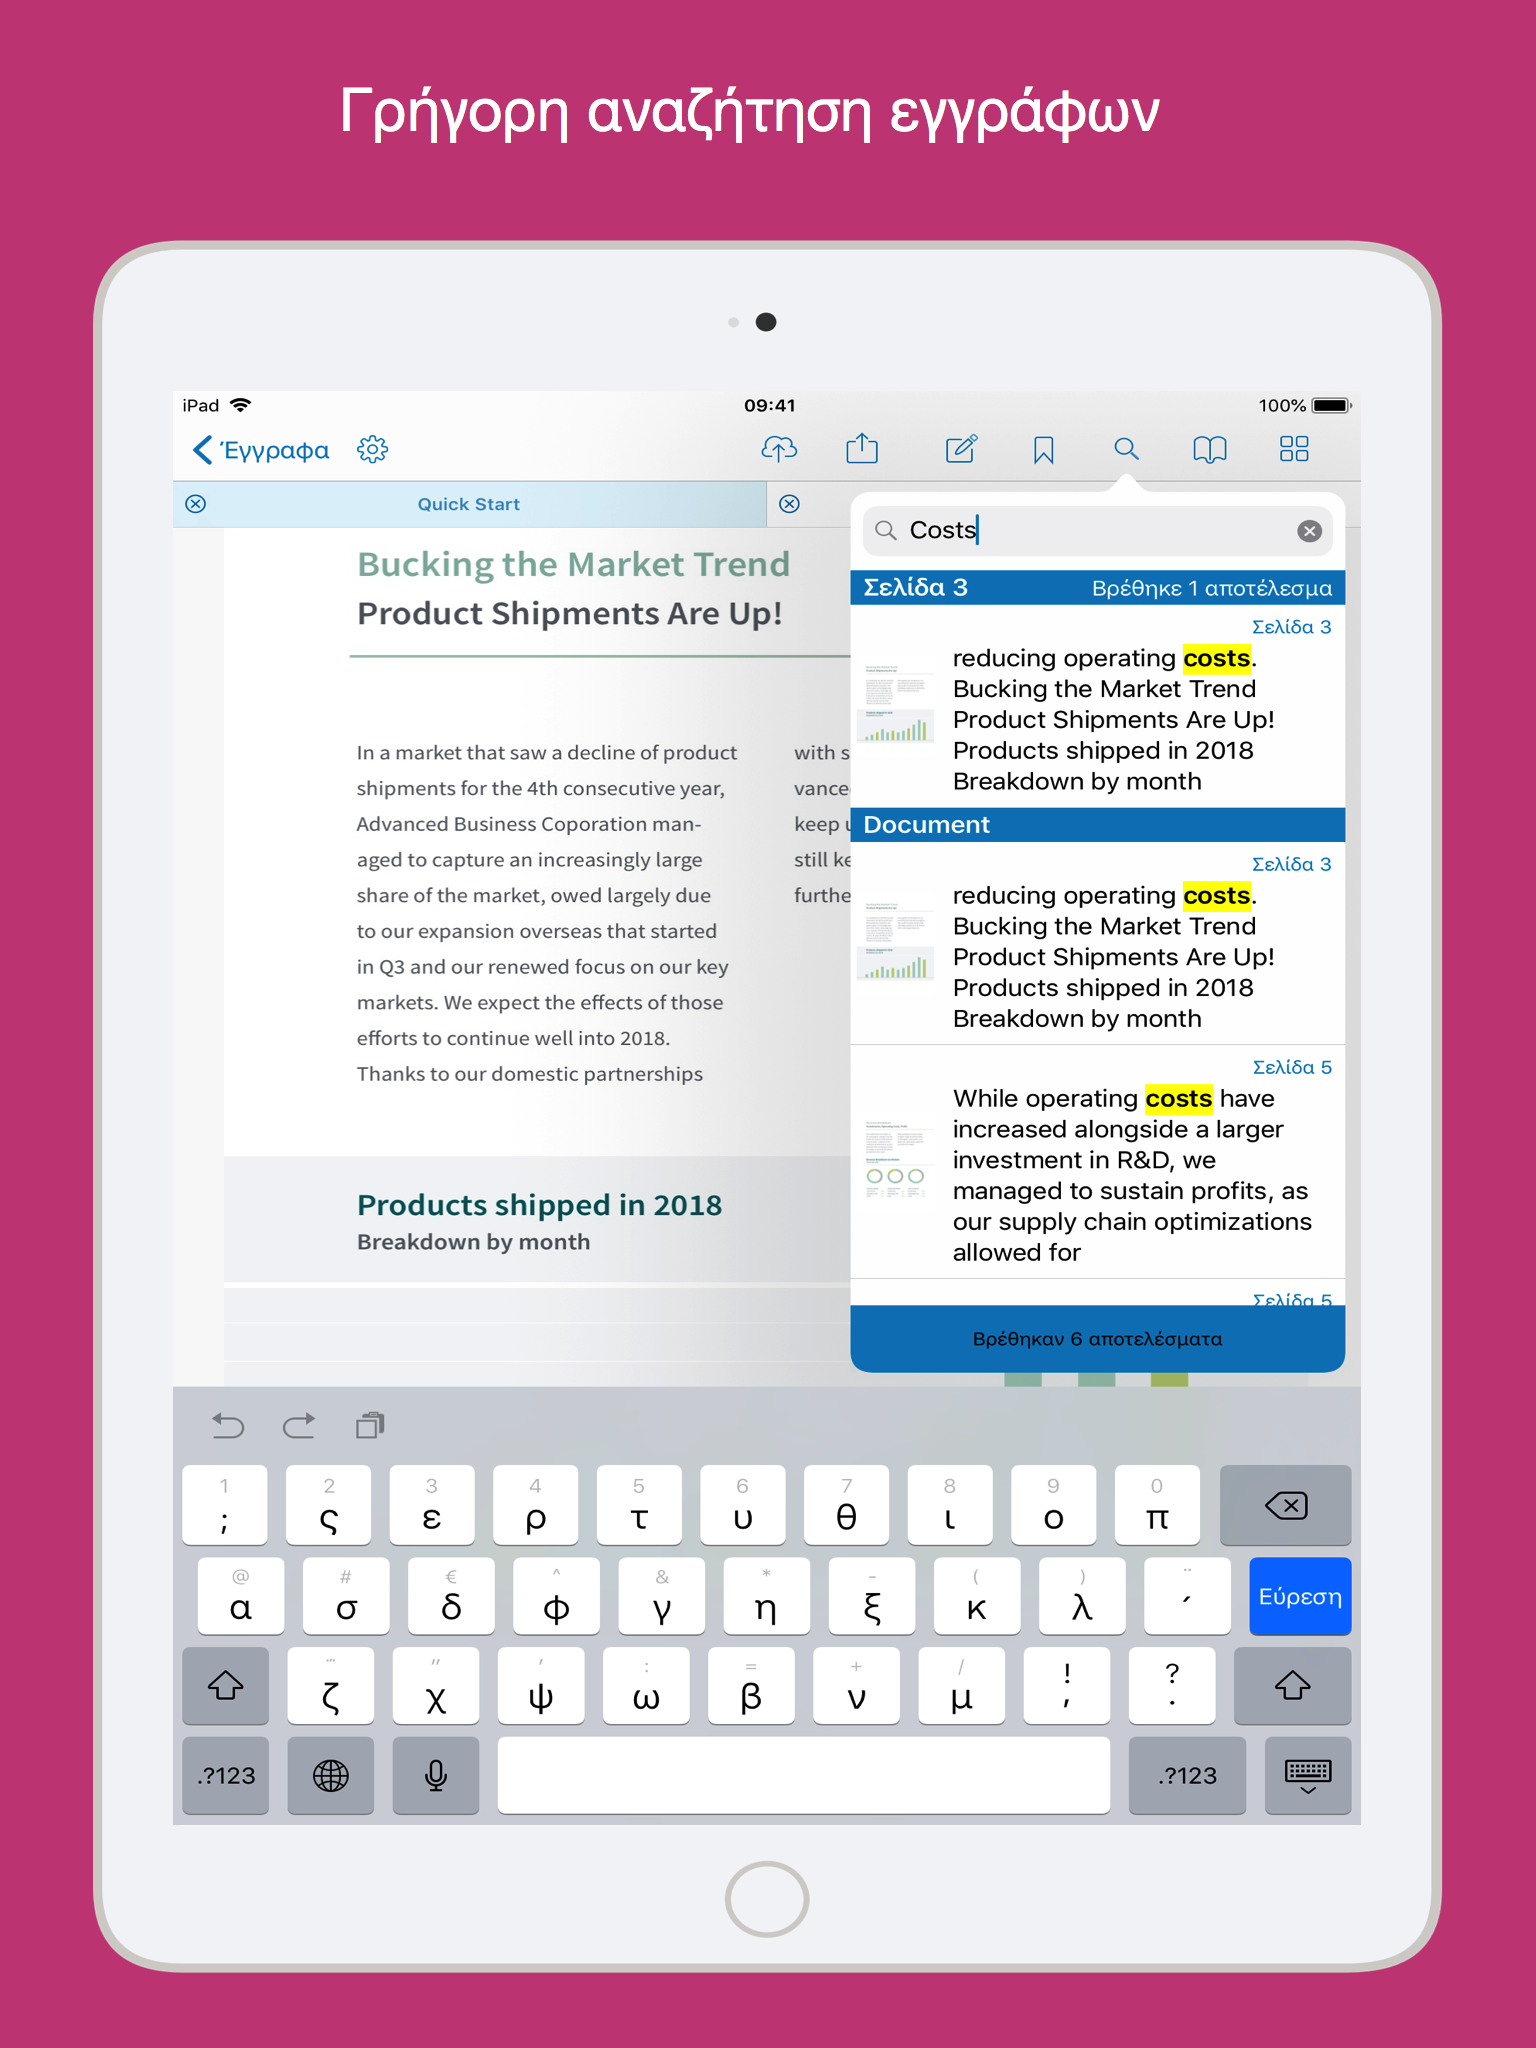 Γρήγορη αναζήτηση εγγράφων
iPad 09:41 100%
Έγγραφα
Quick Start
Bucking the Market Trend
Product Shipments Are Up!
In a market that saw a decline of product
shipments for the 4th consecutive year,
Advanced Business Coporation man-
aged to capture an increasingly large
share of the market, owed largely due
to our expansion overseas that started
in Q3 and our renewed focus on our key
markets. We expect the effects of those
efforts to continue well into 2018.
Thanks to our domestic partnerships
with s
vance
keep u
still ke
furthe
Products shipped in 2018
Breakdown by month
Costs
Σελίδα 3 Βρέθηκε 1 αποτέλεσμα
Σελίδα 3
reducing operating costs.
Bucking the Market Trend
Product Shipments Are Up!
Products shipped in 2018
Breakdown by month
Document
Σελίδα 3
reducing operating costs.
Bucking the Market Trend
Product Shipments Are Up!
Products shipped in 2018
Breakdown by month
Σελίδα 5
While operating costs have
increased alongside a larger
investment in R&D, we
managed to sustain profits, as
our supply chain optimizations
allowed for
Σελίδα 5
Βρέθηκαν 6 αποτελέσματα
1 2 3 4 5 6 7 8 9 0
; ς ε ρ τ υ θ ι ο π
@ # € ^ & * - ( ) ¨
α σ δ φ γ η ξ κ λ ΄ Εύρεση
‴ ″ ′ : = + / ! ?
ζ χ ψ ω β ν μ , .
.?123 .?123